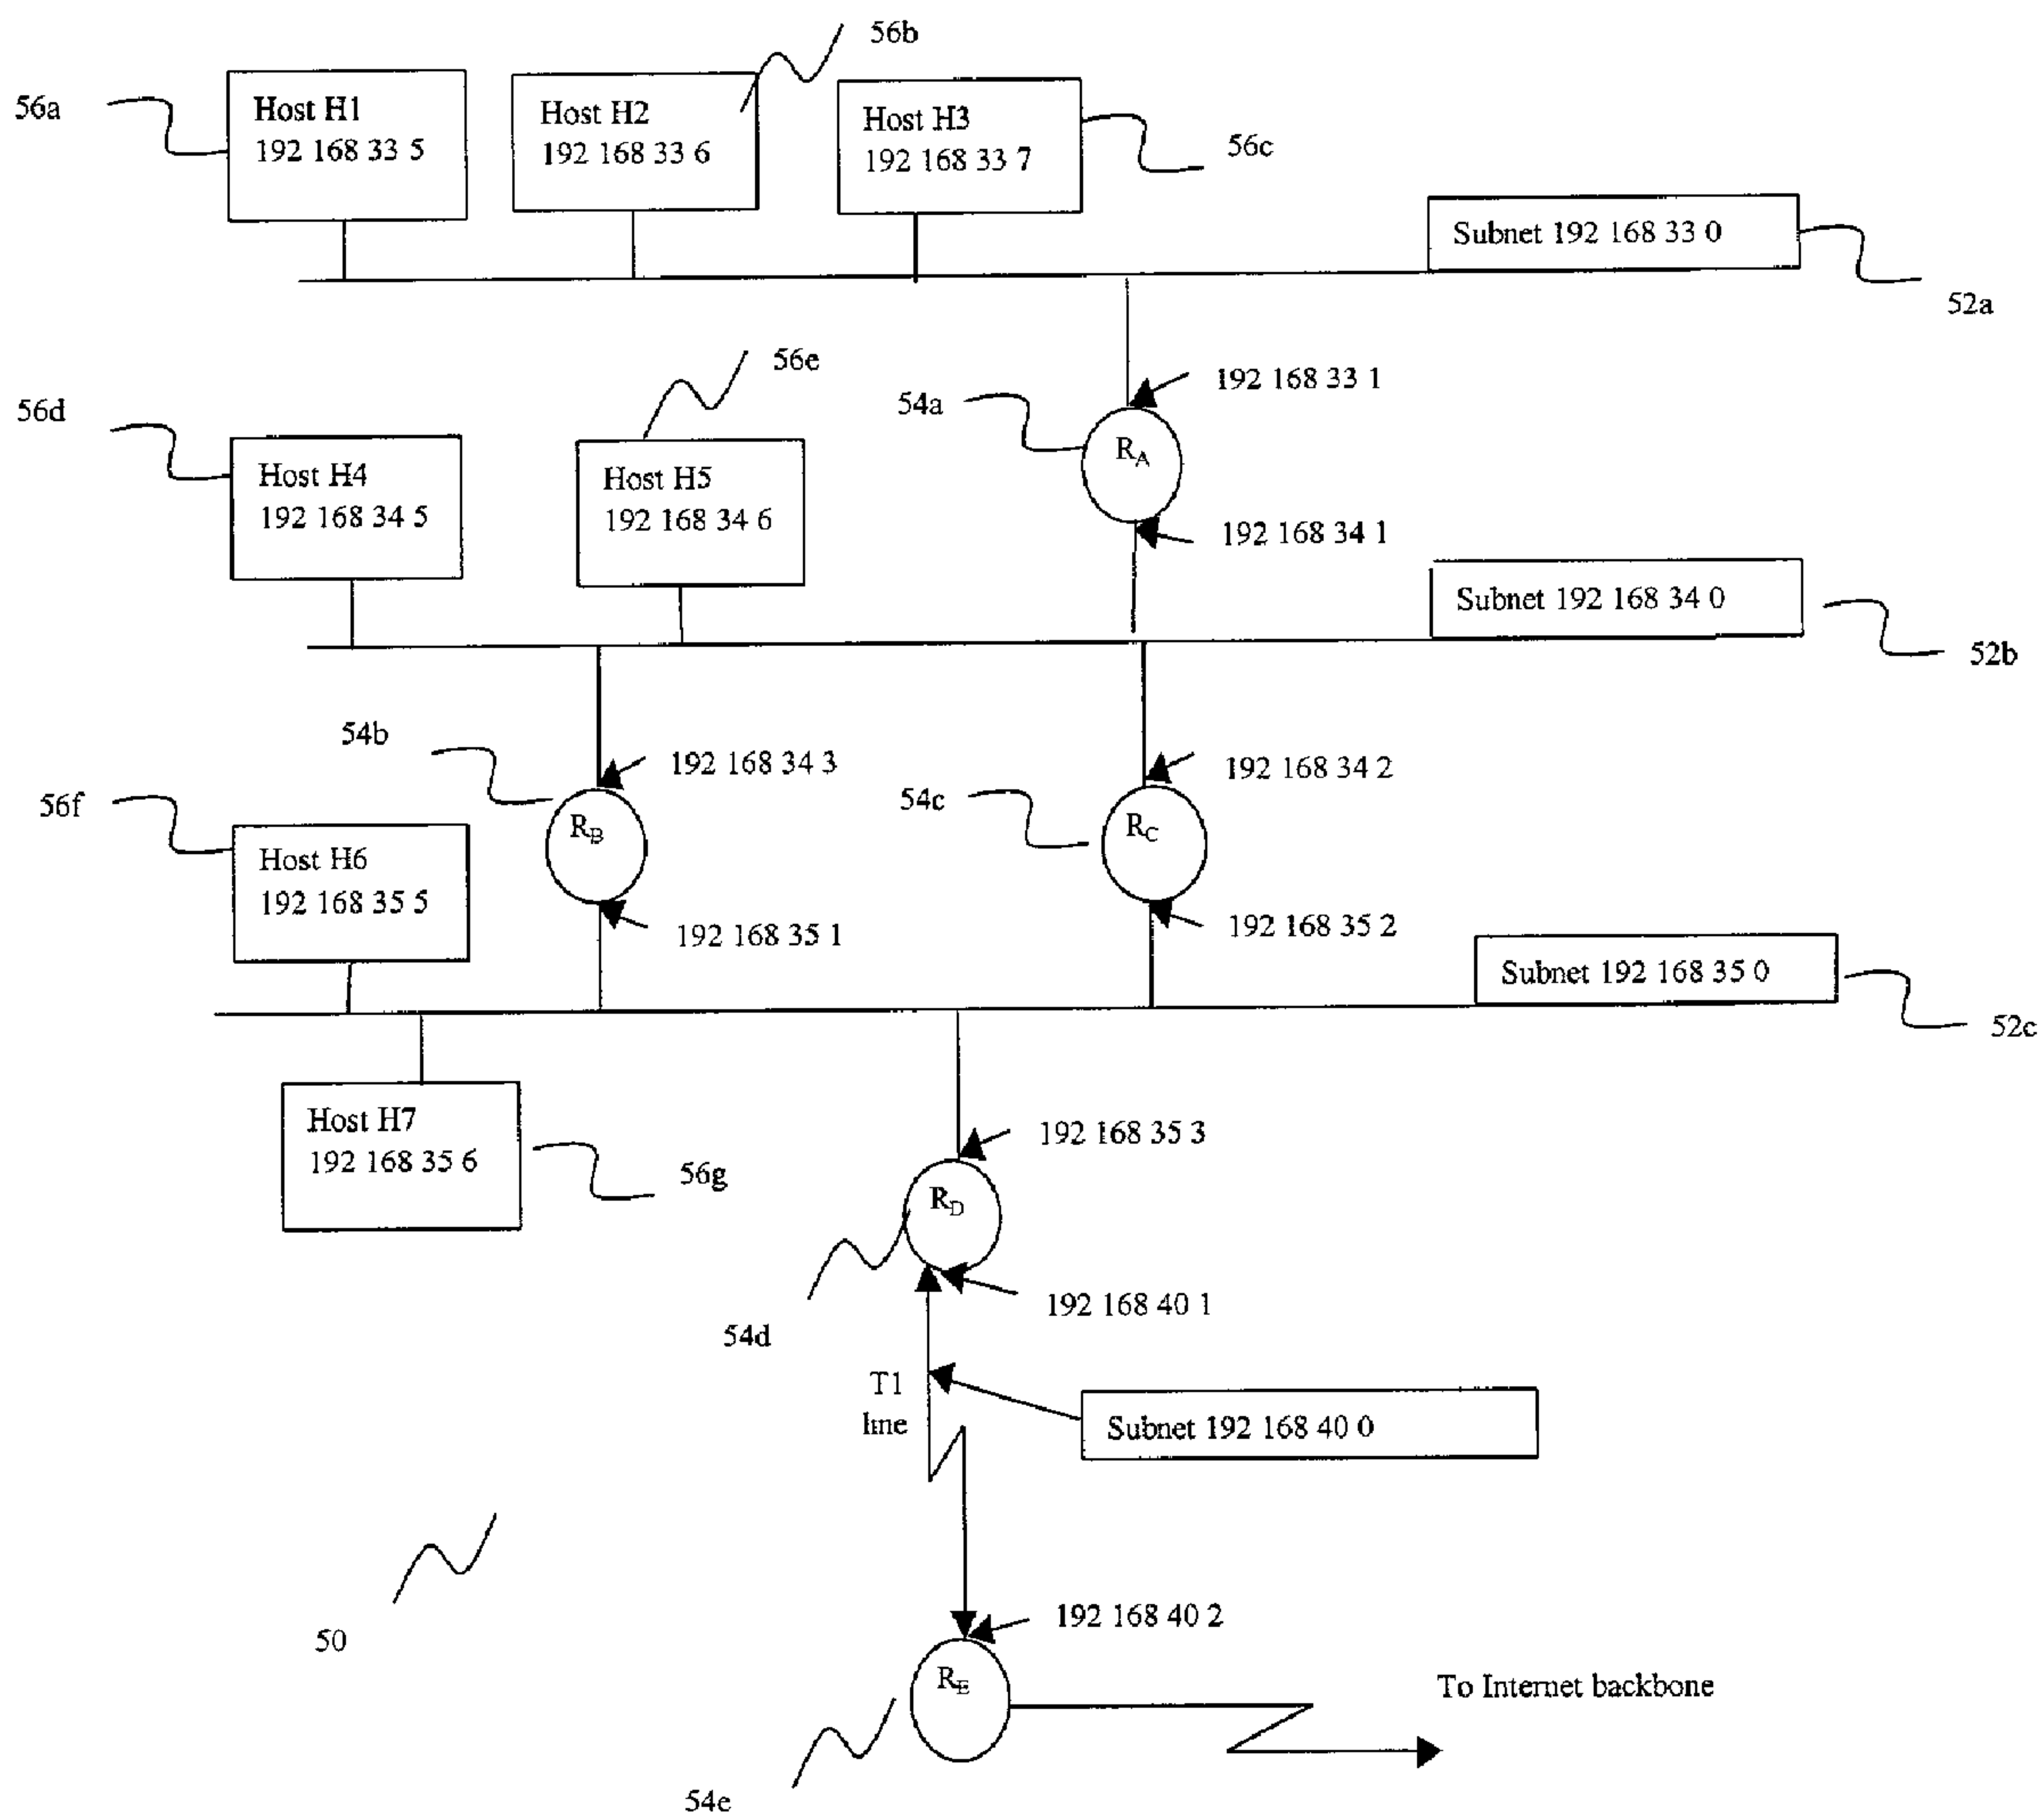 56b
56a
Host H1
192 168 33 5
Host H2
192 168 33 6
Host H3
192 168 33 7
56c
Subnet 192 168 33 0
52a
56e
192 168 33 1
54a
56d
RA
Host H4
192 168 34 5
Host H5
192 168 34 6
192 168 34 1
Subnet 192 168 34 0
52b
54b
192 168 34 3
192 168 34 2
56f
54c
RB
RC
Host H6
192 168 35 5
192 168 35 1
192 168 35 2
Subnet 192 168 35 0
52c
Host H7
192 168 35 6
56g
192 168 35 3
RD
54d
192 168 40 1
T1
line
Subnet 192 168 40 0
50
192 168 40 2
RE
To Internet backbone
54e